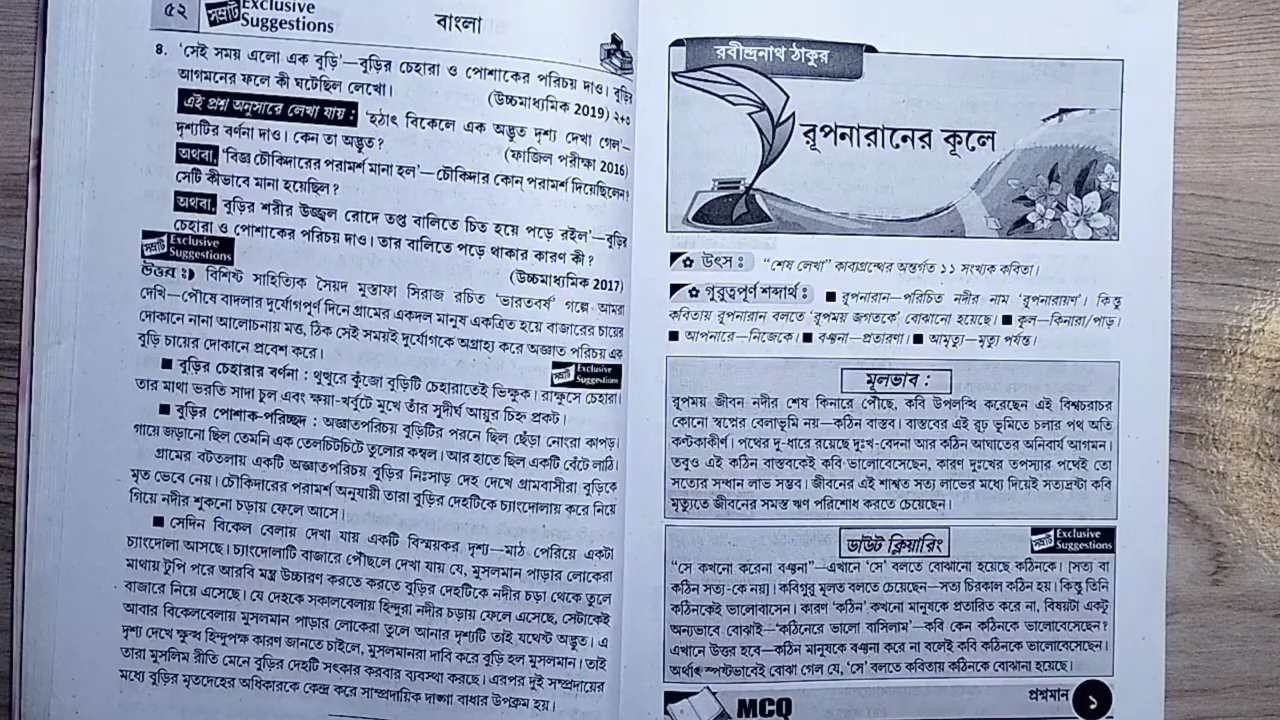 ৫২
সম্রাট Exclusive Suggestions
বাংলা
৪. ‘সেই সময় এলো এক বুড়ি’—বুড়ির চেহারা ও পোশাকের পরিচয় দাও। বুড়ির
আগমনের ফলে কী ঘটেছিল লেখো।
(উচ্চমাধ্যমিক 2019) ২+৩
এই প্রশ্ন অনুসারে লেখা যায় : ‘হঠাৎ বিকেলে এক অদ্ভুত দৃশ্য দেখা গেল’—
দৃশ্যটির বর্ণনা দাও। কেন তা অদ্ভুত?
(ফাজিল পরীক্ষা 2016)
অথবা, ‘বিজ্ঞ চৌকিদারের পরামর্শ মানা হল’—চৌকিদার কোন্ পরামর্শ দিয়েছিলেন?
সেটি কীভাবে মানা হয়েছিল?
অথবা, বুড়ির শরীর উজ্জ্বল রোদে তপ্ত বালিতে চিত হয়ে পড়ে রইল’—বুড়ির
চেহারা ও পোশাকের পরিচয় দাও। তার বালিতে পড়ে থাকার কারণ কী?
সম্রাট Exclusive Suggestions
(উচ্চমাধ্যমিক 2017)
উত্তর : বিশিষ্ট সাহিত্যিক সৈয়দ মুস্তাফা সিরাজ রচিত ‘ভারতবর্ষ’ গল্পে আমরা
দেখি—পৌষে বাদলার দুর্যোগপূর্ণ দিনে গ্রামের একদল মানুষ একত্রিত হয়ে বাজারের চায়ের
দোকানে নানা আলোচনায় মত্ত, ঠিক সেই সময়ই দুর্যোগকে অগ্রাহ্য করে অজ্ঞাত পরিচয় এক
বুড়ি চায়ের দোকানে প্রবেশ করে।
সম্রাট Exclusive Suggestions
■ বুড়ির চেহারার বর্ণনা : থুথুরে কুঁজো বুড়িটি চেহারাতেই ভিক্ষুক। রাক্ষুসে চেহারা।
তার মাথা ভরতি সাদা চুল এবং ক্ষয়া-খর্বুটে মুখে তাঁর সুদীর্ঘ আয়ুর চিহ্ন প্রকট।
■ বুড়ির পোশাক-পরিচ্ছদ : অজ্ঞাতপরিচয় বুড়িটির পরনে ছিল ছেঁড়া নোংরা কাপড়।
গায়ে জড়ানো ছিল তেমনি এক তেলচিটচিটে তুলোর কম্বল। আর হাতে ছিল একটি বেঁটে লাঠি।
গ্রামের বটতলায় একটি অজ্ঞাতপরিচয় বুড়ির নিঃসাড় দেহ দেখে গ্রামবাসীরা বুড়িকে
মৃত ভেবে নেয়। চৌকিদারের পরামর্শ অনুযায়ী তারা বুড়ির দেহটিকে চ্যাংদোলায় করে নিয়ে
গিয়ে নদীর শুকনো চড়ায় ফেলে আসে।
■ সেদিন বিকেল বেলায় দেখা যায় একটি বিস্ময়কর দৃশ্য—মাঠ পেরিয়ে একটা
চ্যাংদোলা আসছে। চ্যাংদোলাটি বাজারে পৌঁছলে দেখা যায় যে, মুসলমান পাড়ার লোকেরা
মাথায় টুপি পরে আরবি মন্ত্র উচ্চারণ করতে করতে বুড়ির দেহটিকে নদীর চড়া থেকে তুলে
বাজারে নিয়ে এসেছে। যে দেহকে সকালবেলায় হিন্দুরা নদীর চড়ায় ফেলে এসেছে, সেটাকেই
আবার বিকেলবেলায় মুসলমান পাড়ার লোকেরা তুলে আনার দৃশ্যটি তাই যথেষ্ট অদ্ভুত। এ
দৃশ্য দেখে ক্ষুব্ধ হিন্দুপক্ষ কারণ জানতে চাইলে, মুসলমানরা দাবি করে বুড়ি হল মুসলমান। তাই
তারা মুসলিম রীতি মেনে বুড়ির দেহটি সৎকার করবার ব্যবস্থা করছে। এরপর দুই সম্প্রদায়ের
মধ্যে বুড়ির মৃতদেহের অধিকারকে কেন্দ্র করে সাম্প্রদায়িক দাঙ্গা বাধার উপক্রম হয়।
রবীন্দ্রনাথ ঠাকুর
রূপনারানের কূলে
উৎস : “শেষ লেখা” কাব্যগ্রন্থের অন্তর্গত ১১ সংখ্যক কবিতা।
গুরুত্বপূর্ণ শব্দার্থ : ■ রূপনারান—পরিচিত নদীর নাম ‘রূপনারায়ণ’। কিন্তু
কবিতায় রূপনারান বলতে ‘রূপময় জগতকে’ বোঝানো হয়েছে। ■ কূল—কিনারা/পাড়।
■ আপনারে—নিজেকে। ■ বঞ্চনা—প্রতারণা। ■ আমৃত্যু—মৃত্যু পর্যন্ত।
মূলভাব :
রূপময় জীবন নদীর শেষ কিনারে পৌঁছে, কবি উপলব্ধি করেছেন এই বিশ্বচরাচর
কোনো স্বপ্নের বেলাভূমি নয়—কঠিন বাস্তব। বাস্তবের এই রূঢ় ভূমিতে চলার পথ অতি
কণ্টকাকীর্ণ। পথের দু-ধারে রয়েছে দুঃখ-বেদনা আর কঠিন আঘাতের অনিবার্য আগমন।
তবুও এই কঠিন বাস্তবকেই কবি ভালোবেসেছেন, কারণ দুঃখের তপস্যার পথেই তো
সত্যের সন্ধান লাভ সম্ভব। জীবনের এই শাশ্বত সত্য লাভের মধ্যে দিয়েই সত্যদ্রষ্টা কবি
মৃত্যুতে জীবনের সমস্ত ঋণ পরিশোধ করতে চেয়েছেন।
ডাউট ক্লিয়ারিং
সম্রাট Exclusive Suggestions
“সে কখনো করেনা বঞ্চনা”—এখানে ‘সে’ বলতে বোঝানো হয়েছে কঠিনকে। [সত্য বা
কঠিন সত্য-কে নয়] কবিগুরু মূলত বলতে চেয়েছেন—সত্য চিরকাল কঠিন হয়। কিন্তু তিনি
কঠিনকেই ভালোবাসেন। কারণ ‘কঠিন’ কখনো মানুষকে প্রতারিত করে না, বিষয়টা একটু
অন্যভাবে বোঝাই—‘কঠিনেরে ভালো বাসিলাম’—কবি কেন কঠিনকে ভালোবেসেছেন?
এখানে উত্তর হবে—কঠিন মানুষকে বঞ্চনা করে না বলেই কবি কঠিনকে ভালোবেসেছেন।
অর্থাৎ স্পষ্টভাবেই বোঝা গেল যে, ‘সে’ বলতে কবিতায় কঠিনকে বোঝানো হয়েছে।
MCQ
প্রশ্নমান ১